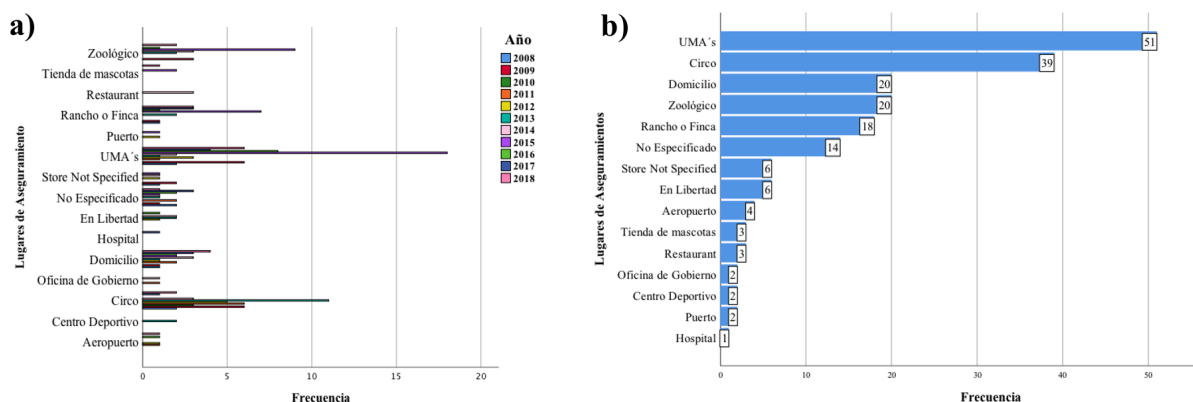 a)
Lugares de Aseguramiento
Zoológico
Tienda de mascotas
Restaurant
Rancho o Finca
Puerto
UMA´s
Store Not Specified
No Especificado
En Libertad
Hospital
Domicilio
Oficina de Gobierno
Circo
Centro Deportivo
Aeropuerto
0 5 10 15 20
Frecuencia
Año
2008
2009
2010
2011
2012
2013
2014
2015
2016
2017
2018
b)
Lugares de Aseguramientos
UMA´s 51
Circo 39
Domicilio 20
Zoológico 20
Rancho o Finca 18
No Especificado 14
Store Not Specified 6
En Libertad 6
Aeropuerto 4
Tienda de mascotas 3
Restaurant 3
Oficina de Gobierno 2
Centro Deportivo 2
Puerto 2
Hospital 1
0 10 20 30 40 50
Frecuencia